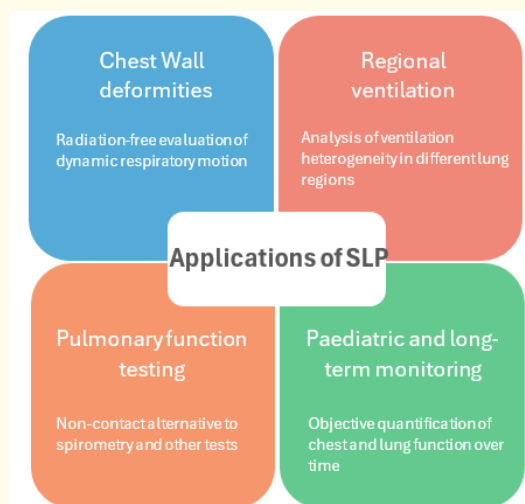 Chest Wall
deformities
Radiation-free evaluation of
dynamic respiratory motion
Regional
ventilation
Analysis of ventilation
heterogeneity in different lung
regions
Applications of SLP
Pulmonary function
testing
Non-contact alternative to
spirometry and other tests
Paediatric and long-
term monitoring
Objective quantification of
chest and lung function over
time